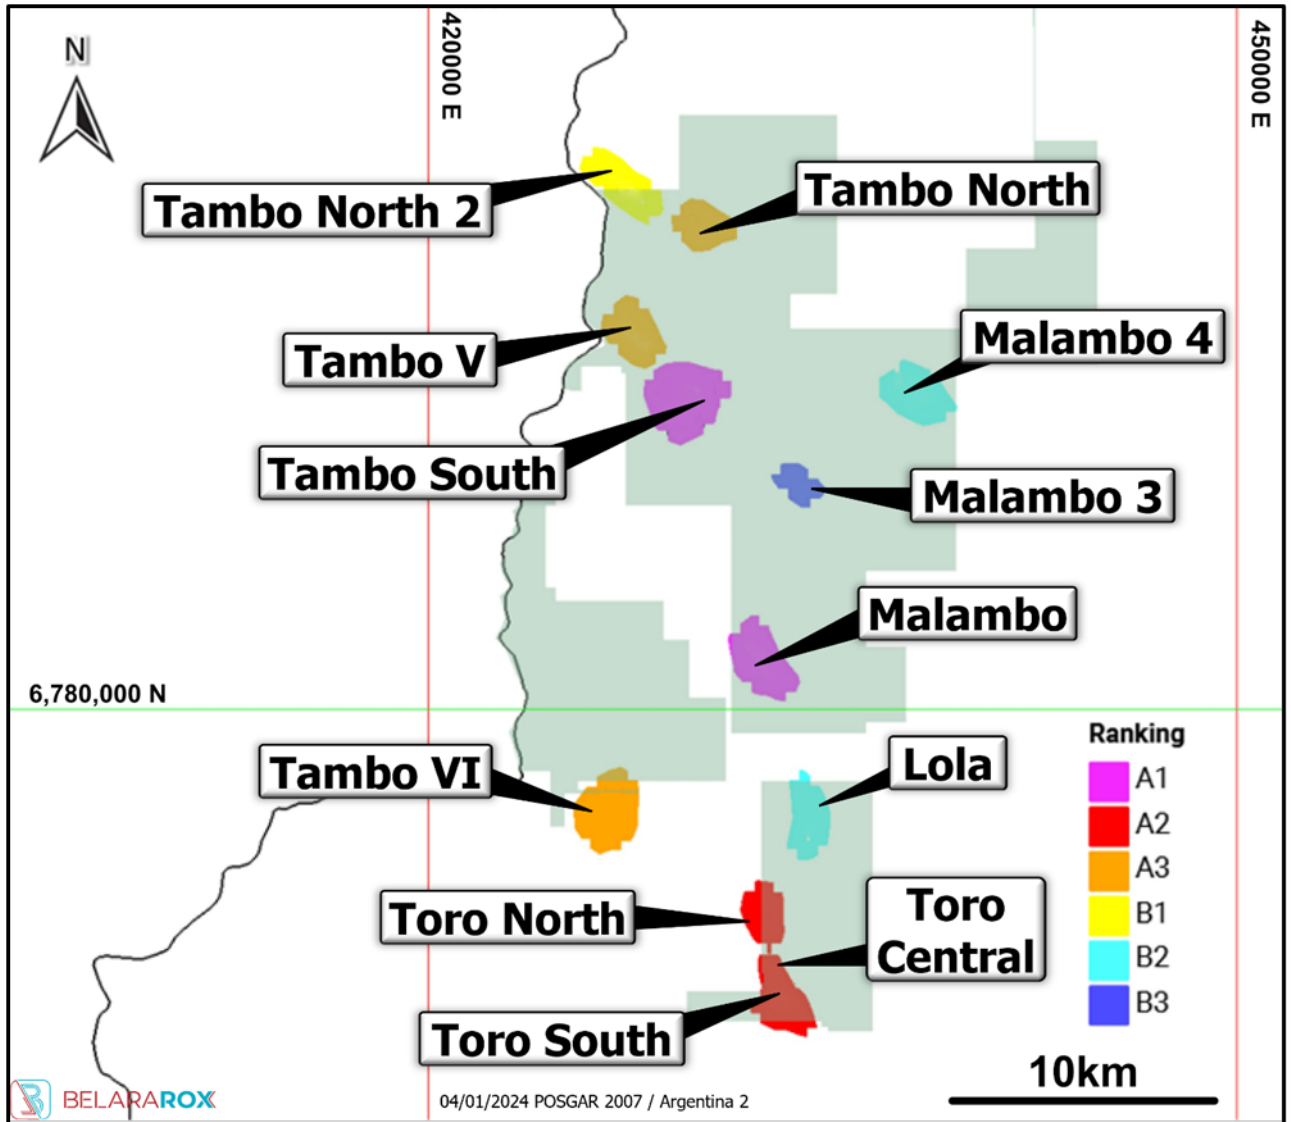 N
420000 E
450000 E
Tambo North 2
Tambo North
Tambo V
Malambo 4
Tambo South
Malambo 3
Malambo
6,780,000 N
Tambo VI
Lola
Toro North
Toro
Central
Toro South
Ranking
A1
A2
A3
B1
B2
B3
10km
BELARAROX
04/01/2024 POSGAR 2007 / Argentina 2